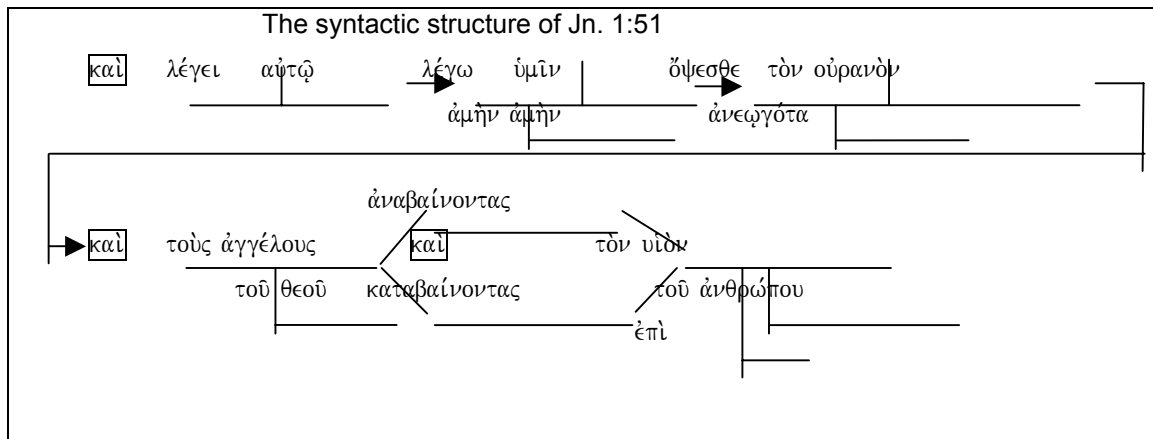 The syntactic structure of Jn. 1:51
καὶ λέγει αὐτῷ λέγω ὑμῖν ὄψεσθε τὸν οὐρανὸν
ἀμὴν ἀμὴν ἀνεῳγότα
ἀναβαίνοντας
καὶ τοὺς ἀγγέλους καὶ τὸν υἱὸν
τοῦ θεοῦ καταβαίνοντας τοῦ ἀνθρώπου
ἐπὶ